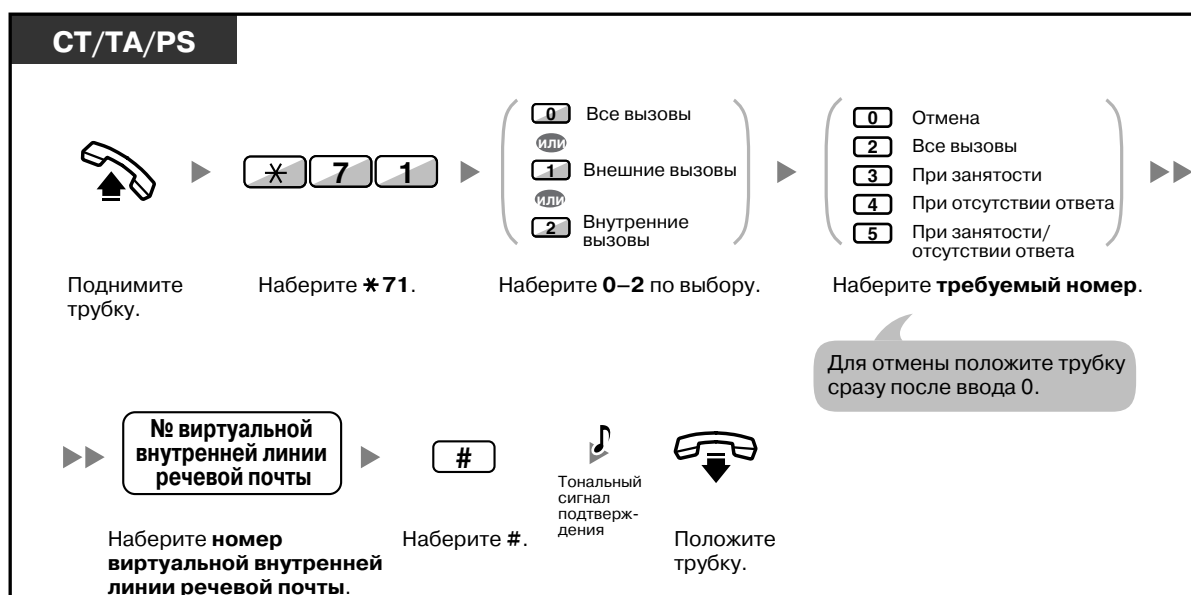 CT/TA/PS
✳ 7 1
0 Все вызовы
или
1 Внешние вызовы
или
2 Внутренние
вызовы
0 Отмена
2 Все вызовы
3 При занятости
4 При отсутствии ответа
5 При занятости/
отсутствии ответа
Поднимите
трубку.
Наберите ✳71.
Наберите 0–2 по выбору.
Наберите требуемый номер.
Для отмены положите трубку
сразу после ввода 0.
№ виртуальной
внутренней линии
речевой почты
#
Тональный
сигнал
подтверж-
дения
Наберите номер
виртуальной внутренней
линии речевой почты.
Наберите #.
Положите
трубку.